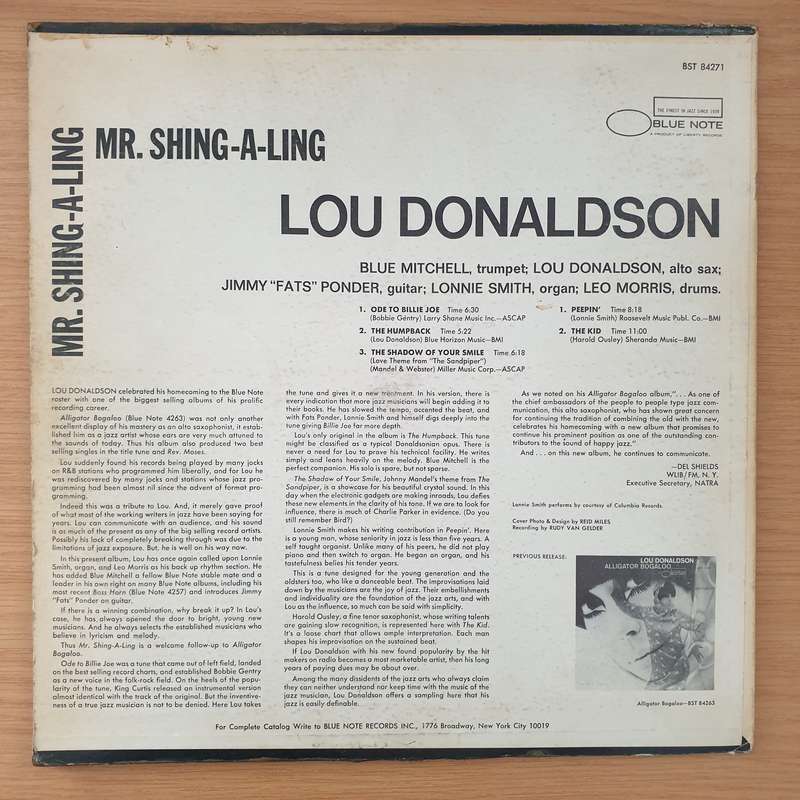 BST 84271
THE FINEST IN JAZZ SINCE 1939
BLUE NOTE
A PRODUCT OF LIBERTY RECORDS
MR. SHING-A-LING
MR. SHING-A-LING
LOU DONALDSON
BLUE MITCHELL, trumpet; LOU DONALDSON, alto sax;
JIMMY "FATS" PONDER, guitar; LONNIE SMITH, organ; LEO MORRIS, drums.
1. ODE TO BILLIE JOE Time 6:30
(Bobbie Gentry) Larry Shane Music Inc.—ASCAP
2. THE HUMPBACK Time 5:22
(Lou Donaldson) Blue Horizon Music—BMI
3. THE SHADOW OF YOUR SMILE Time 6:18
(Love Theme from "The Sandpiper")
(Mandel & Webster) Miller Music Corp.—ASCAP
1. PEEPIN' Time 8:18
(Lonnie Smith) Roosevelt Music Publ. Co.—BMI
2. THE KID Time 11:00
(Harold Ousley) Sheranda Music—BMI
LOU DONALDSON celebrated his homecoming to the Blue Note
roster with one of the biggest selling albums of his prolific
recording career.
Alligator Bogaloo (Blue Note 4263) was not only another
excellent display of his mastery as an alto saxophonist, it estab-
lished him as a jazz artist whose ears are very much attuned to
the sounds of today. Thus his album also produced two best
selling singles in the title tune and Rev. Moses.
Lou suddenly found his records being played by many jocks
on R&B stations who programmed him liberally, and for Lou he
was rediscovered by many jocks and stations whose jazz pro-
gramming had been almost nil since the advent of format pro-
gramming.
Indeed this was a tribute to Lou. And, it merely gave proof
of what most of the working writers in jazz have been saying for
years. Lou can communicate with an audience, and his sound
is as much of the present as any of the big selling record artists.
Possibly his lack of completely breaking through was due to the
limitations of jazz exposure. But, he is well on his way now.
In this present album, Lou has once again called upon Lonnie
Smith, organ, and Leo Morris as his back up rhythm section. He
has added Blue Mitchell a fellow Blue Note stable mate and a
leader in his own right on many Blue Note albums, including his
most recent Boss Horn (Blue Note 4257) and introduces Jimmy
"Fats" Ponder on guitar.
If there is a winning combination, why break it up? In Lou's
case, he has always opened the door to bright, young new
musicians. And he always selects the established musicians who
believe in lyricism and melody.
Thus Mr. Shing-A-Ling is a welcome follow-up to Alligator
Bogaloo.
Ode to Billie Joe was a tune that came out of left field, landed
on the best selling record charts, and established Bobbie Gentry
as a new voice in the folk-rock field. On the heels of the popu-
larity of the tune, King Curtis released an instrumental version
almost identical with the track of the original. But the inventive-
ness of a true jazz musician is not to be denied. Here Lou takes
the tune and gives it a new treatment. In his version, there is
every indication that more jazz musicians will begin adding it to
their books. He has slowed the tempo, accented the beat, and
with Fats Ponder, Lonnie Smith and himself digs deeply into the
tune giving Billie Joe far more depth.
Lou's only original in the album is The Humpback. This tune
might be classified as a typical Donaldsonian opus. There is
never a need for Lou to prove his technical facility. He writes
simply and leans heavily on the melody. Blue Mitchell is the
perfect companion. His solo is spare, but not sparse.
The Shadow of Your Smile, Johnny Mandel's theme from The
Sandpiper, is a showcase for his beautiful crystal sound. In this
day when the electronic gadgets are making inroads, Lou defies
these new elements in the clarity of his tone. If we are to look for
influence, there is much of Charlie Parker in evidence. (Do you
still remember Bird?)
Lonnie Smith makes his writing contribution in Peepin'. Here
is a young man, whose seniority in jazz is less than five years. A
self taught organist. Unlike many of his peers, he did not play
piano and then switch to organ. He began on organ, and his
tastefulness belies his tender years.
This is a tune designed for the young generation and the
oldsters too, who like a danceable beat. The improvisations laid
down by the musicians are the joy of jazz. Their embellishments
and individuality are the foundation of the jazz arts, and with
Lou as the influence, so much can be said with simplicity.
Harold Ousley, a fine tenor saxophonist, whose writing talents
are gaining slow recognition, is represented here with The Kid.
It's a loose chart that allows ample interpretation. Each man
shapes his improvisation on the sustained beat.
If Lou Donaldson with his new found popularity by the hit
makers on radio becomes a most marketable artist, then his long
years of paying dues may be about over.
Among the many dissidents of the jazz arts who always claim
they can neither understand nor keep time with the music of the
jazz musician, Lou Donaldson offers a sampling here that his
jazz is easily definable.
As we noted on his Alligator Bogaloo album,". . . As one of
the chief ambassadors of the people to people type jazz com-
munication, this alto saxophonist, who has shown great concern
for continuing the tradition of combining the old with the new,
celebrates his homecoming with a new album that promises to
continue his prominent position as one of the outstanding con-
tributors to the sound of happy jazz."
And . . . on this new album, he continues to communicate.
—DEL SHIELDS
WLIB/FM, N. Y.
Executive Secretary, NATRA
Lonnie Smith performs by courtesy of Columbia Records.
Cover Photo & Design by REID MILES
Recording by RUDY VAN GELDER
PREVIOUS RELEASE:
LOU DONALDSON
ALLIGATOR BOGALOO
Alligator Bogaloo—BST 84263
For Complete Catalog Write to BLUE NOTE RECORDS INC., 1776 Broadway, New York City 10019